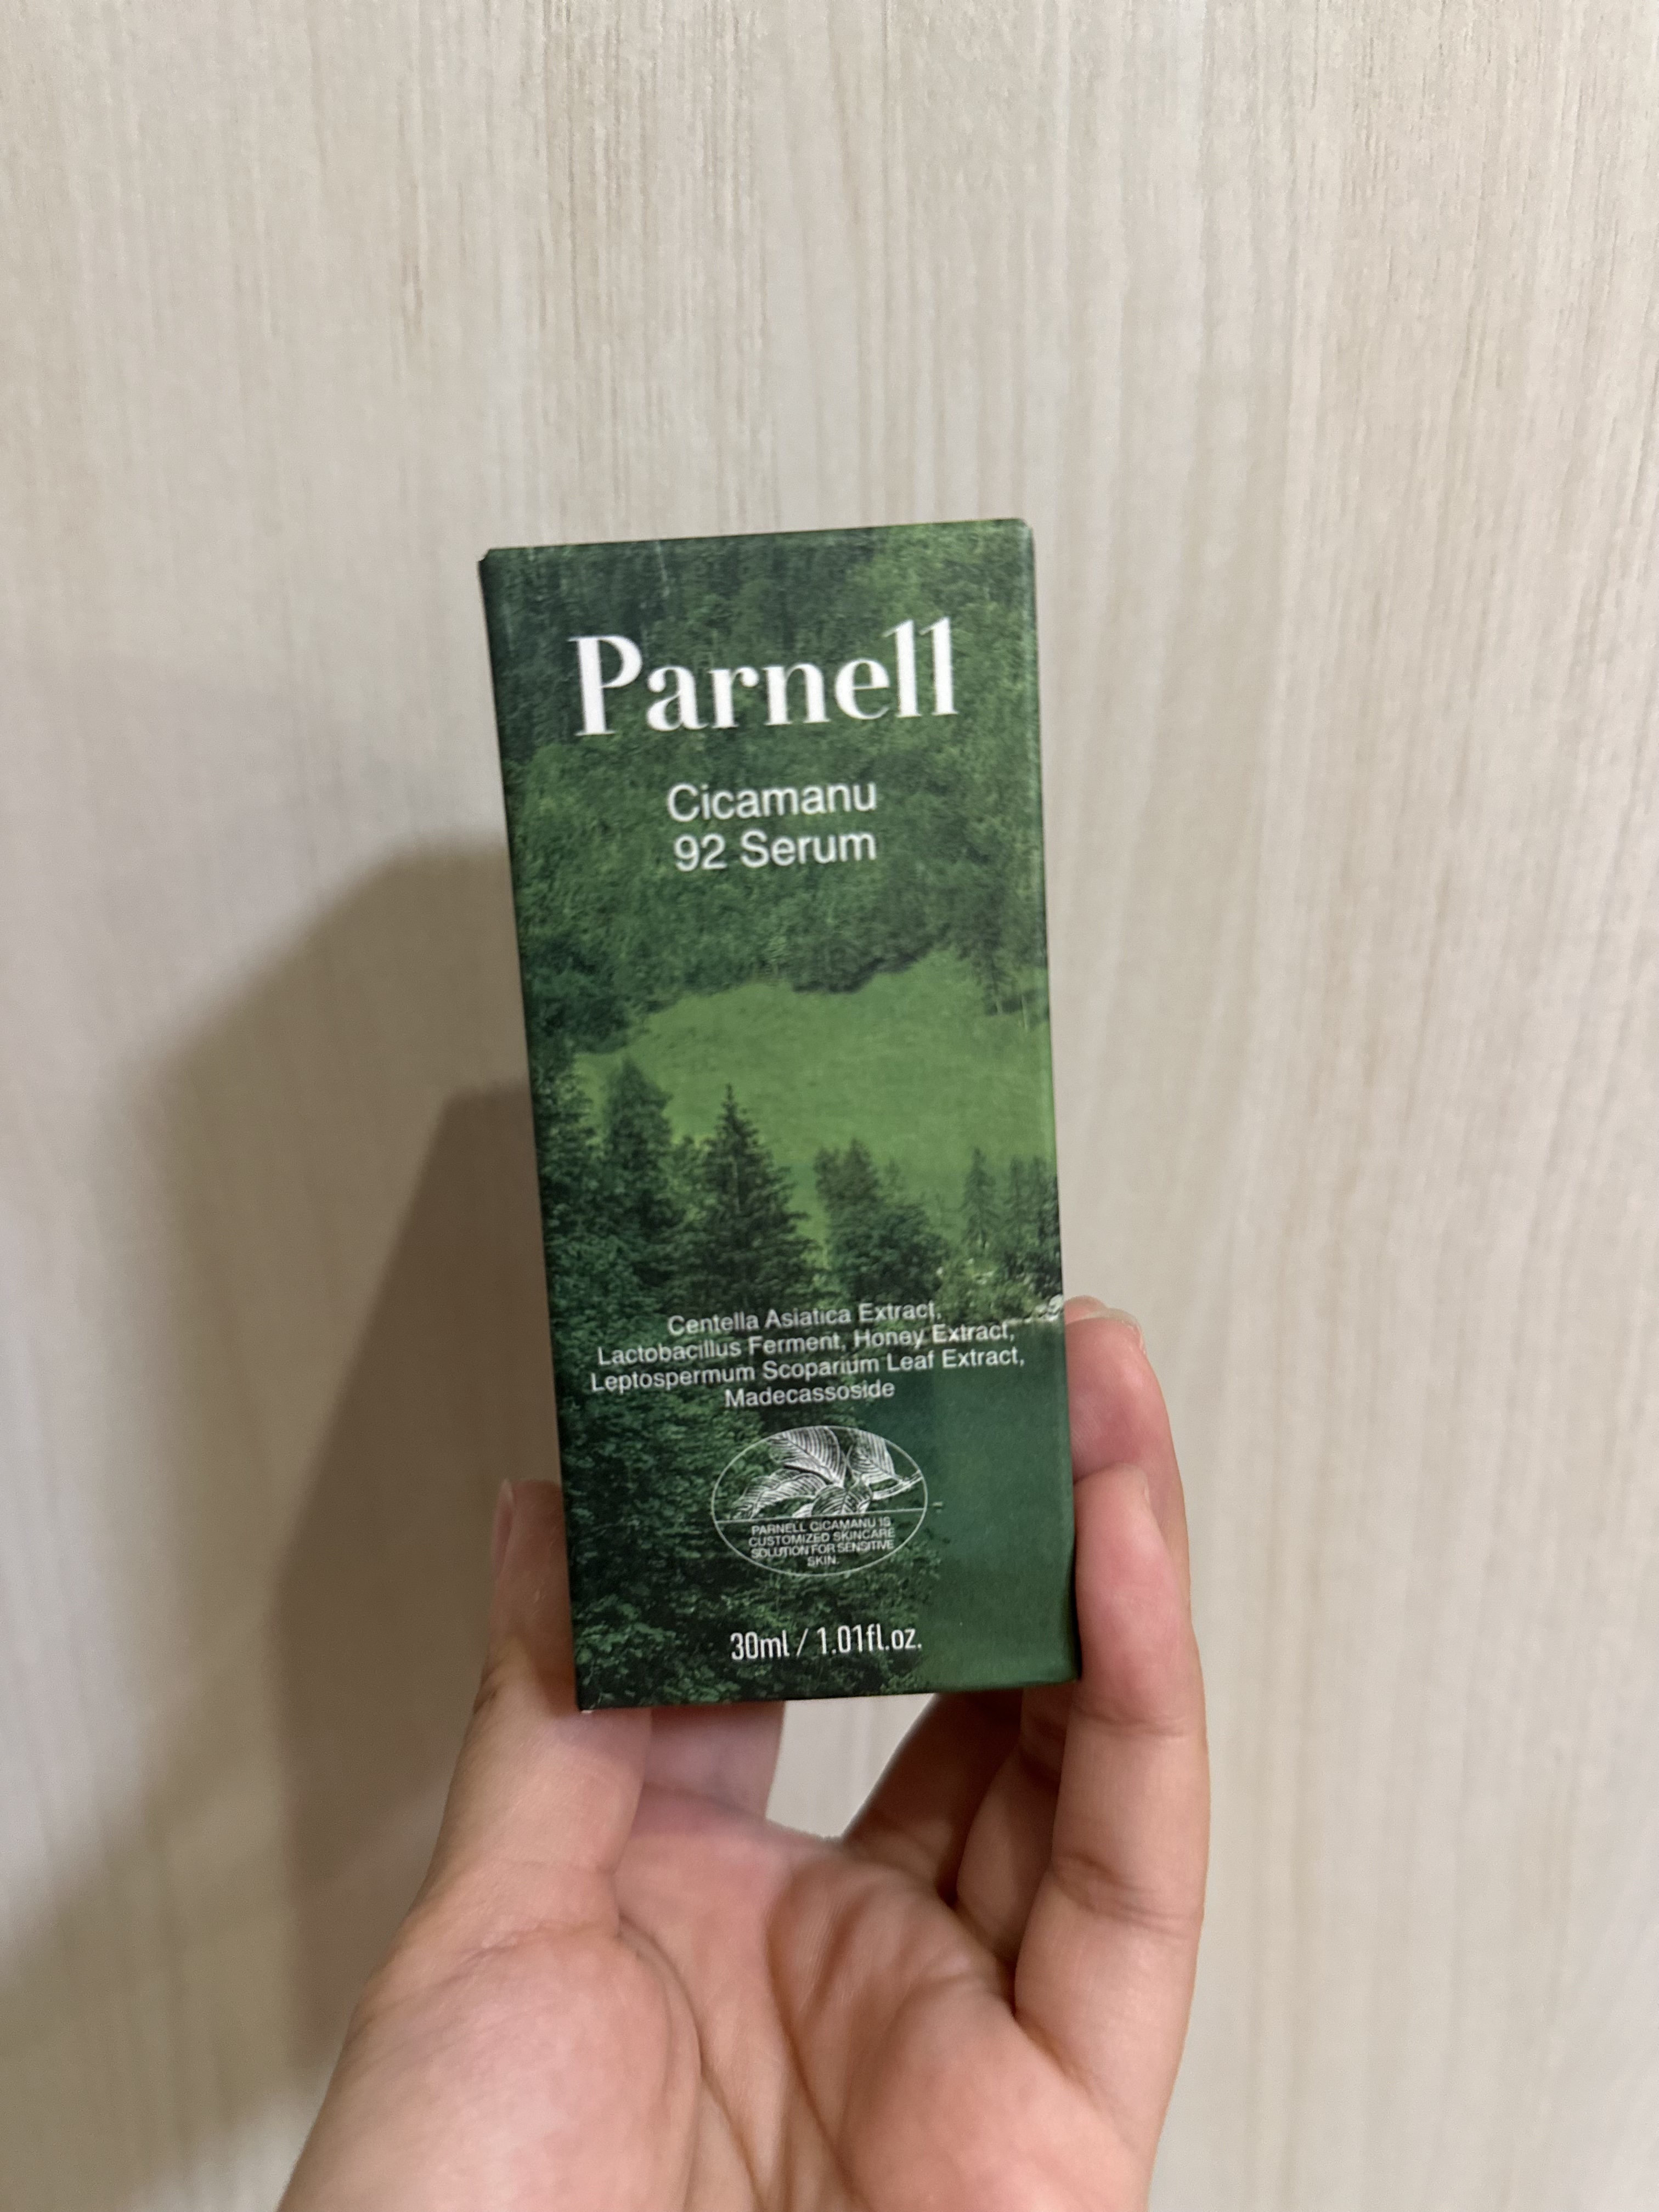 Parnell
Cicamanu
92 Serum
Centella Asiatica Extract,
Lactobacillus Ferment, Honey Extract,
Leptospermum Scoparium Leaf Extract,
Madecassoside
PARNELL CICAMANU IS
CUSTOMIZED SKINCARE
SOLUTION FOR SENSITIVE
SKIN.
30ml / 1.01fl.oz.